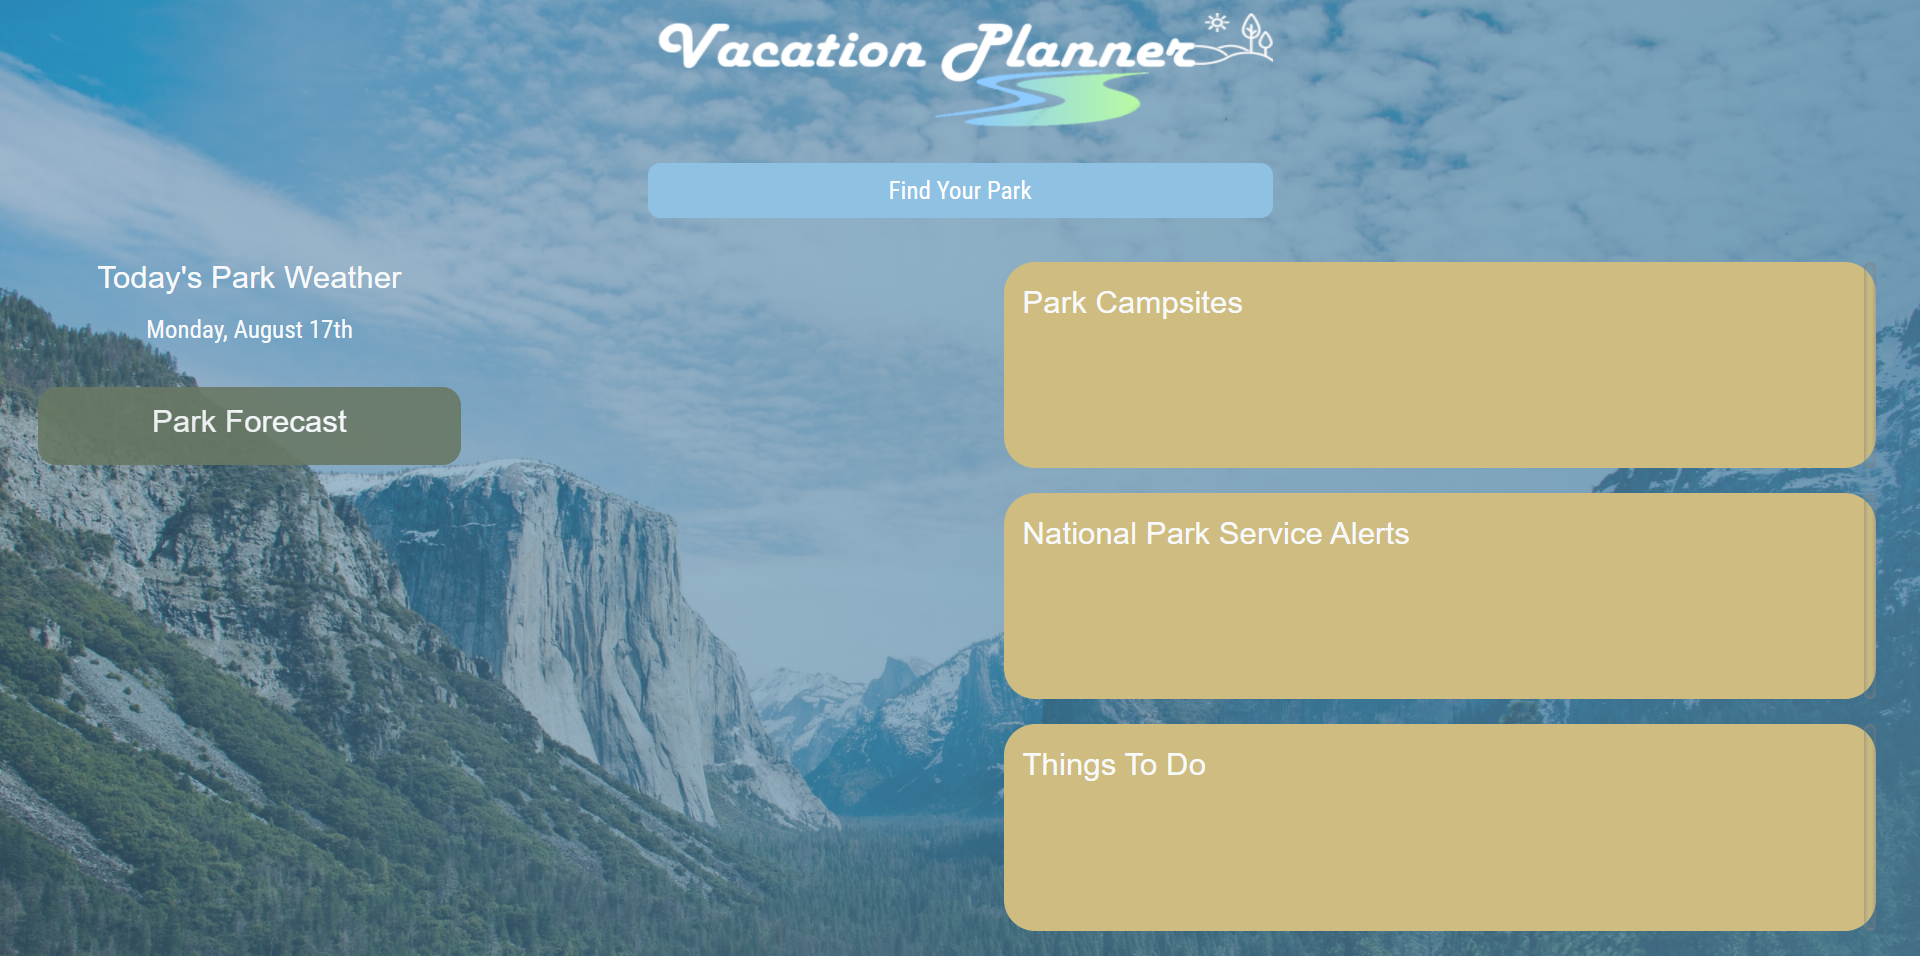 Vacation Planner
Find Your Park
Today's Park Weather
Monday, August 17th
Park Forecast
Park Campsites
National Park Service Alerts
Things To Do